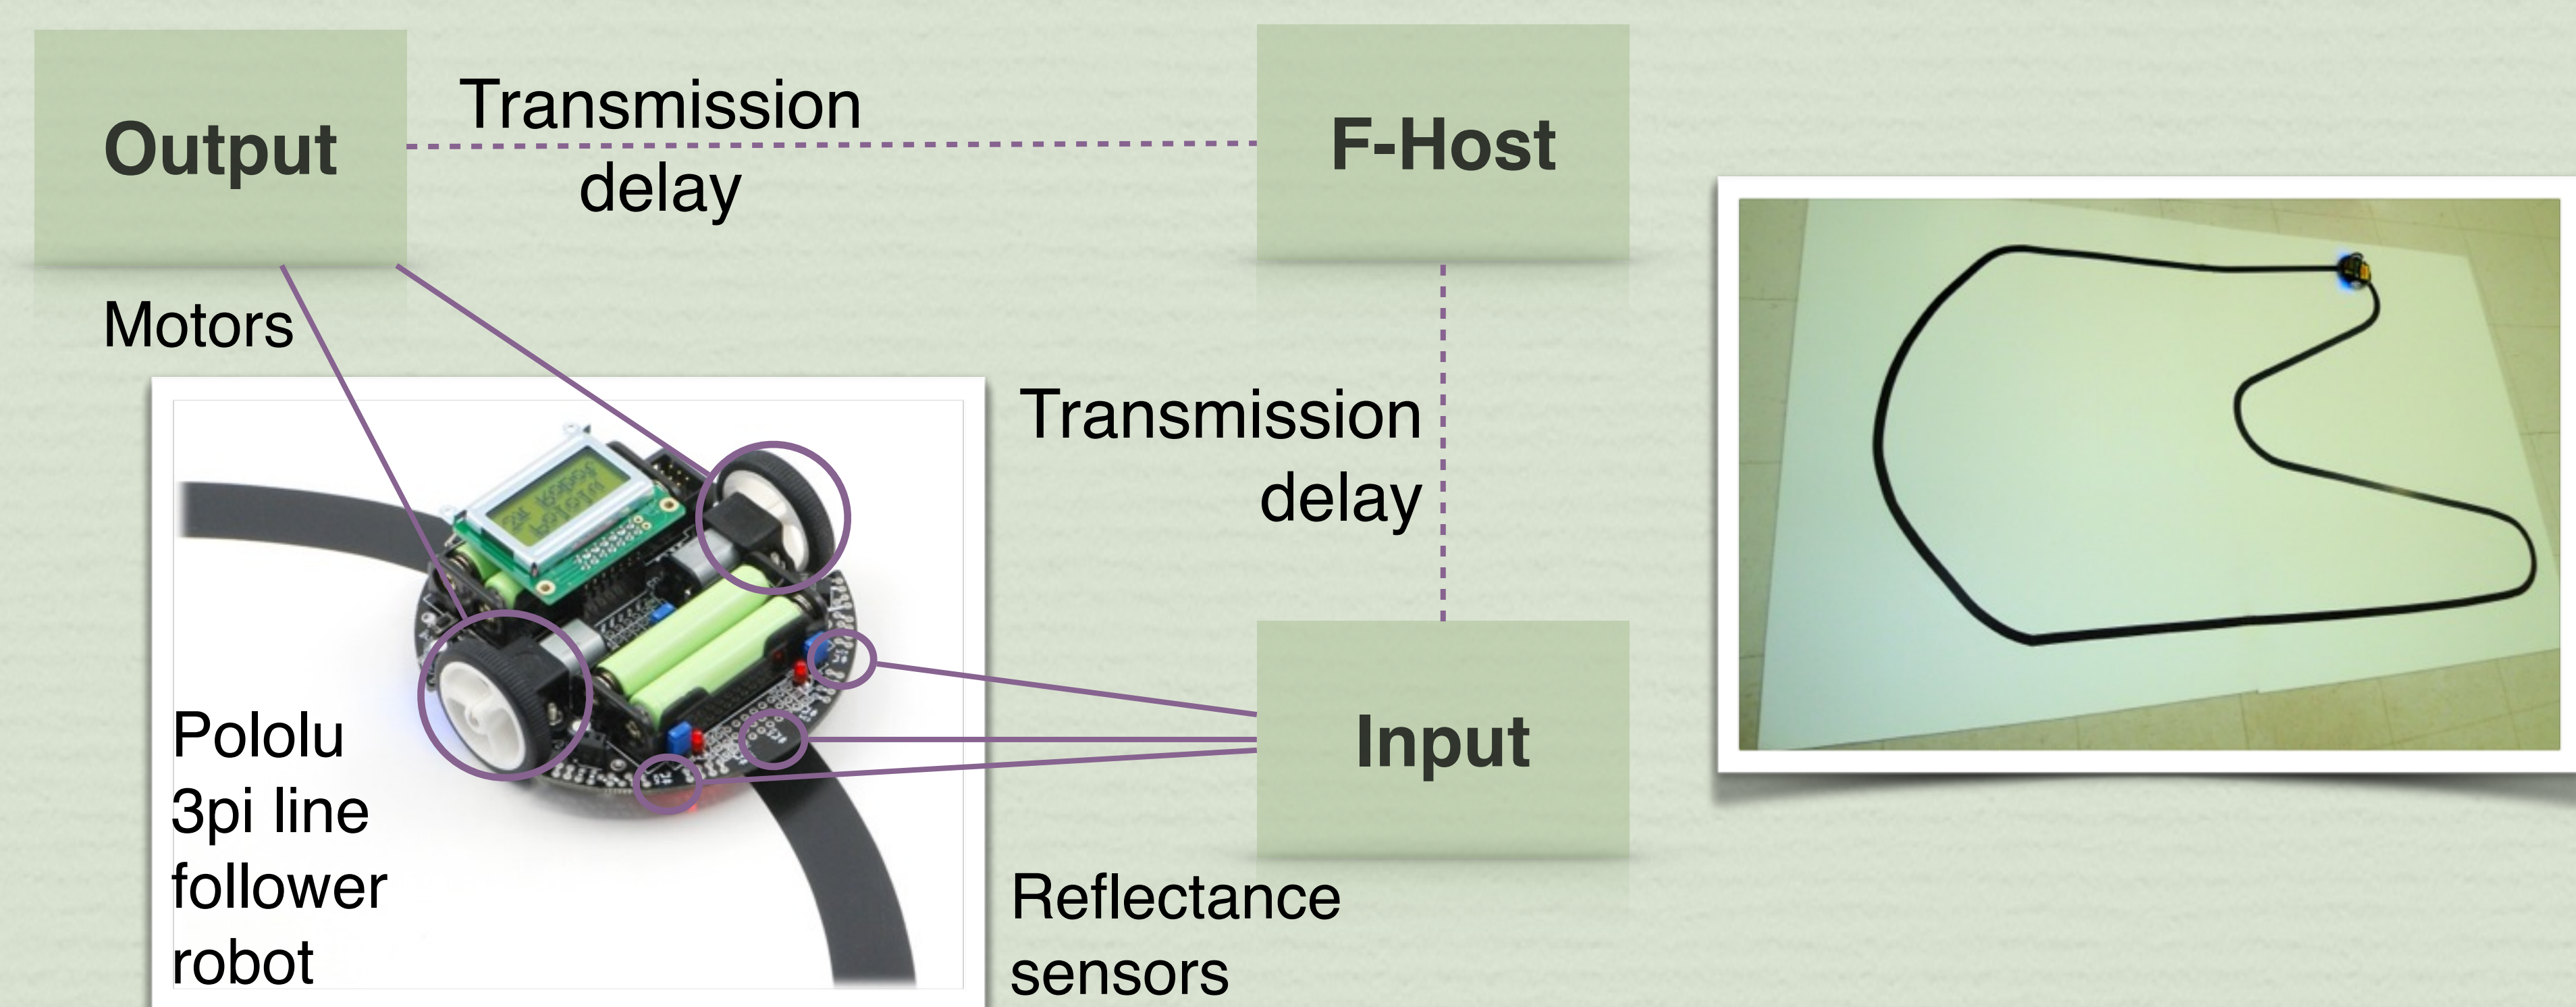 Output
Transmission
delay
F-Host
Motors
Transmission
delay
Pololu
3pi line
follower
robot
Input
Reflectance
sensors